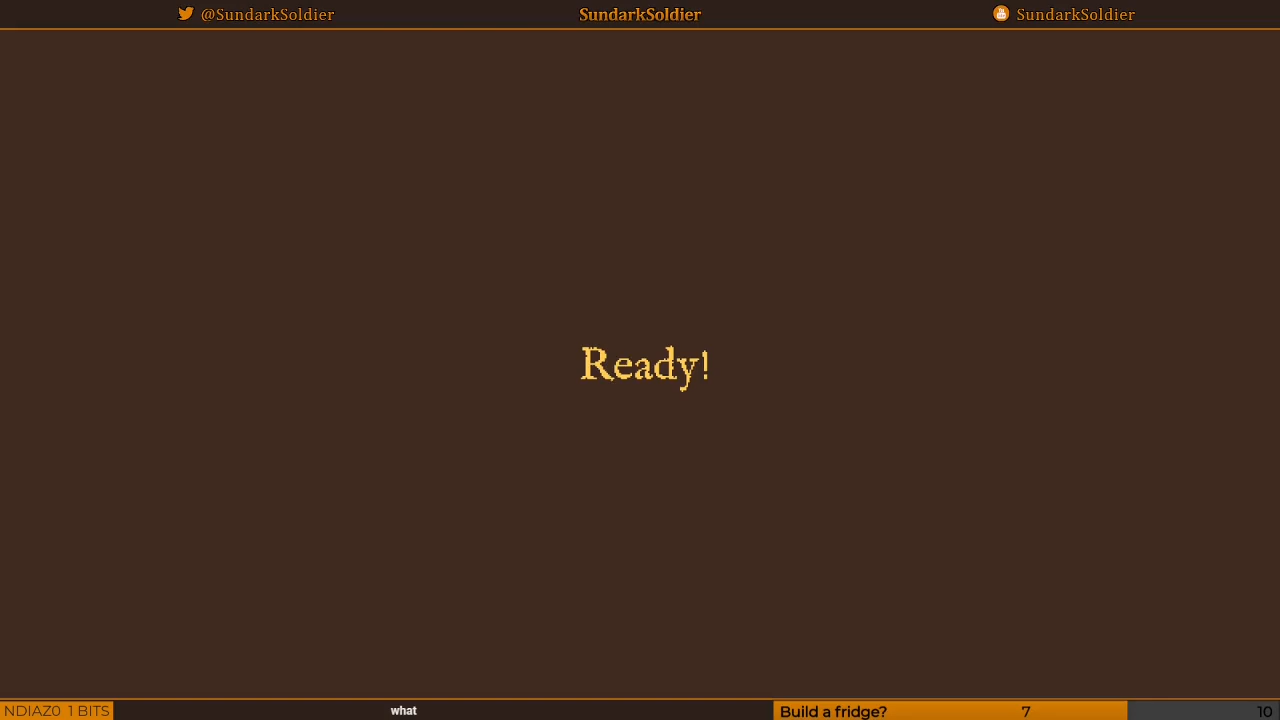 @SundarkSoldier
SundarkSoldier
SundarkSoldier
Ready!
NDIAZ0 1 BITS
what
Build a fridge? 7 10